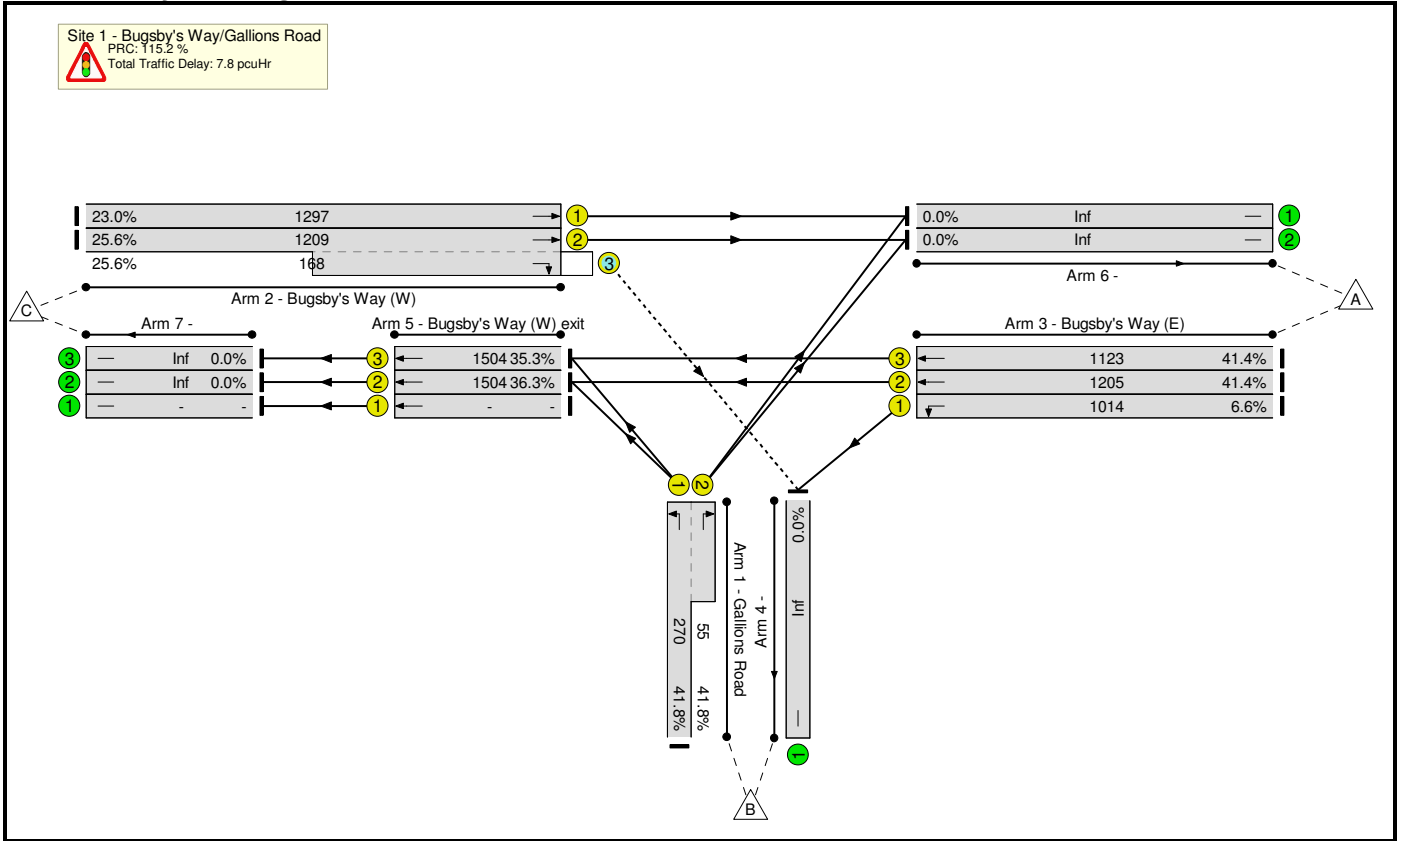 Site 1 - Bugsby's Way/Gallions Road
PRC: 115.2 %
Total Traffic Delay: 7.8 pcuHr
23.0% 1297 1
25.6% 1209 2
25.6% 168 3
Arm 2 - Bugsby's Way (W)
0.0% Inf 1
0.0% Inf 2
Arm 6 -
C
A
Arm 7 -
Arm 5 - Bugsby's Way (W) exit
Arm 3 - Bugsby's Way (E)
3 Inf 0.0%
2 Inf 0.0%
1 - -
3 1504 35.3%
2 1504 36.3%
1 - -
3 1123 41.4%
2 1205 41.4%
1 1014 6.6%
1 270 41.8%
2 55 41.8%
Arm 1 - Gallions Road
Arm 4 -
0.0% Inf
1
B